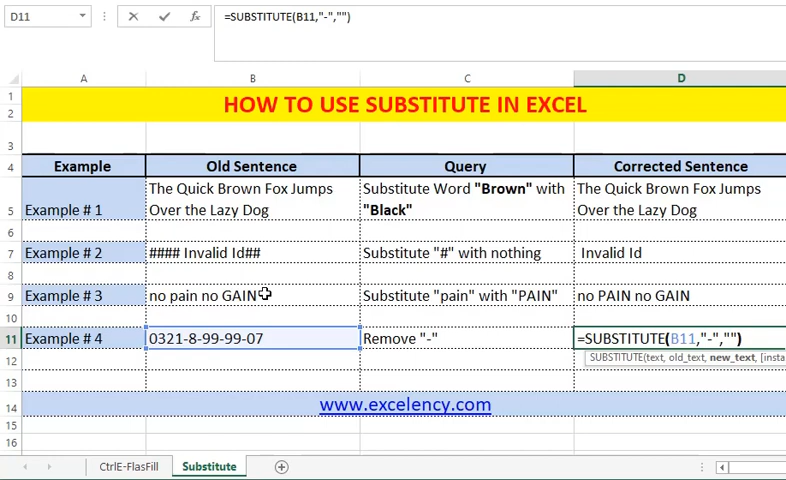 D11
fx
=SUBSTITUTE(B11,"-","")
A B C D
1
2
HOW TO USE SUBSTITUTE IN EXCEL
3
4 Example Old Sentence Query Corrected Sentence
The Quick Brown Fox Jumps Substitute Word "Brown" with The Quick Brown Fox Jumps
5 Example # 1 Over the Lazy Dog "Black" Over the Lazy Dog
6
7 Example # 2 #### Invalid Id## Substitute "#" with nothing Invalid Id
8
9 Example # 3 no pain no GAIN Substitute "pain" with "PAIN" no PAIN no GAIN
10
11 Example # 4 0321-8-99-99-07 Remove "-" =SUBSTITUTE(B11,"-","")
12 SUBSTITUTE(text, old_text, new_text, [insta
13
14 www.excelency.com
15
16
CtrlE-FlasFill Substitute